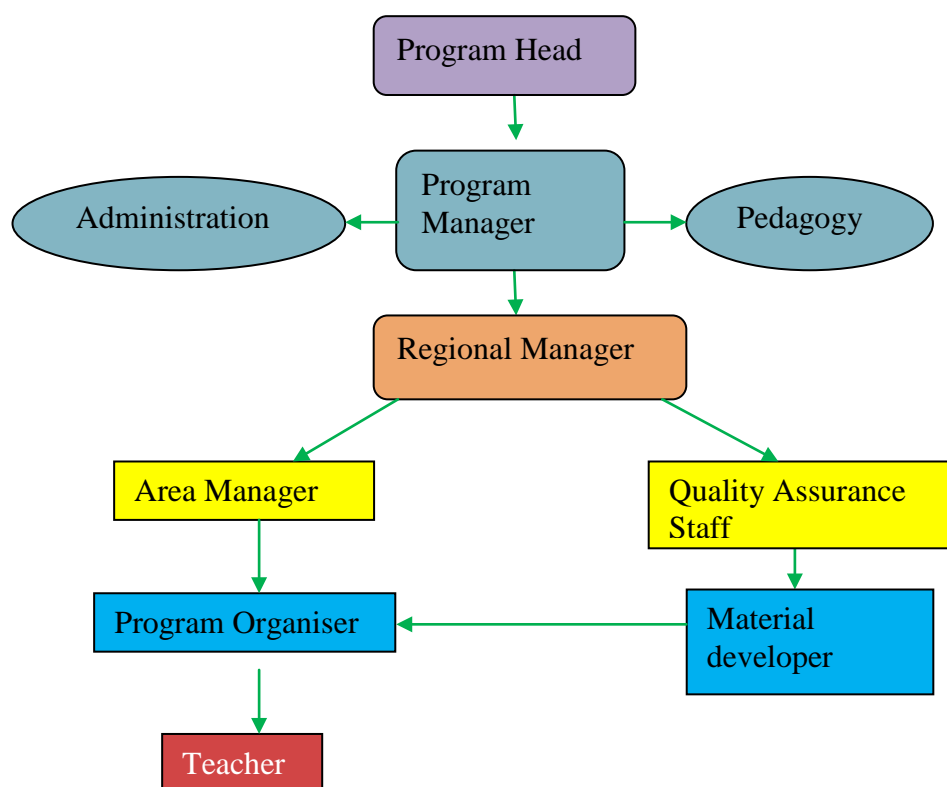 Program Head
Program
Manager
Administration
Pedagogy
Regional Manager
Area Manager
Quality Assurance
Staff
Program Organiser
Material
developer
Teacher